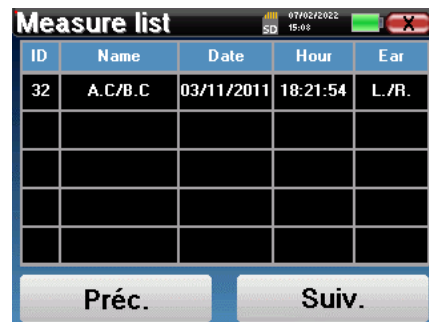 Measure list SD 07/02/2022 15:08 X
ID Name Date Hour Ear
32 A.C/B.C 03/11/2011 18:21:54 L./R.
Préc. Suiv.